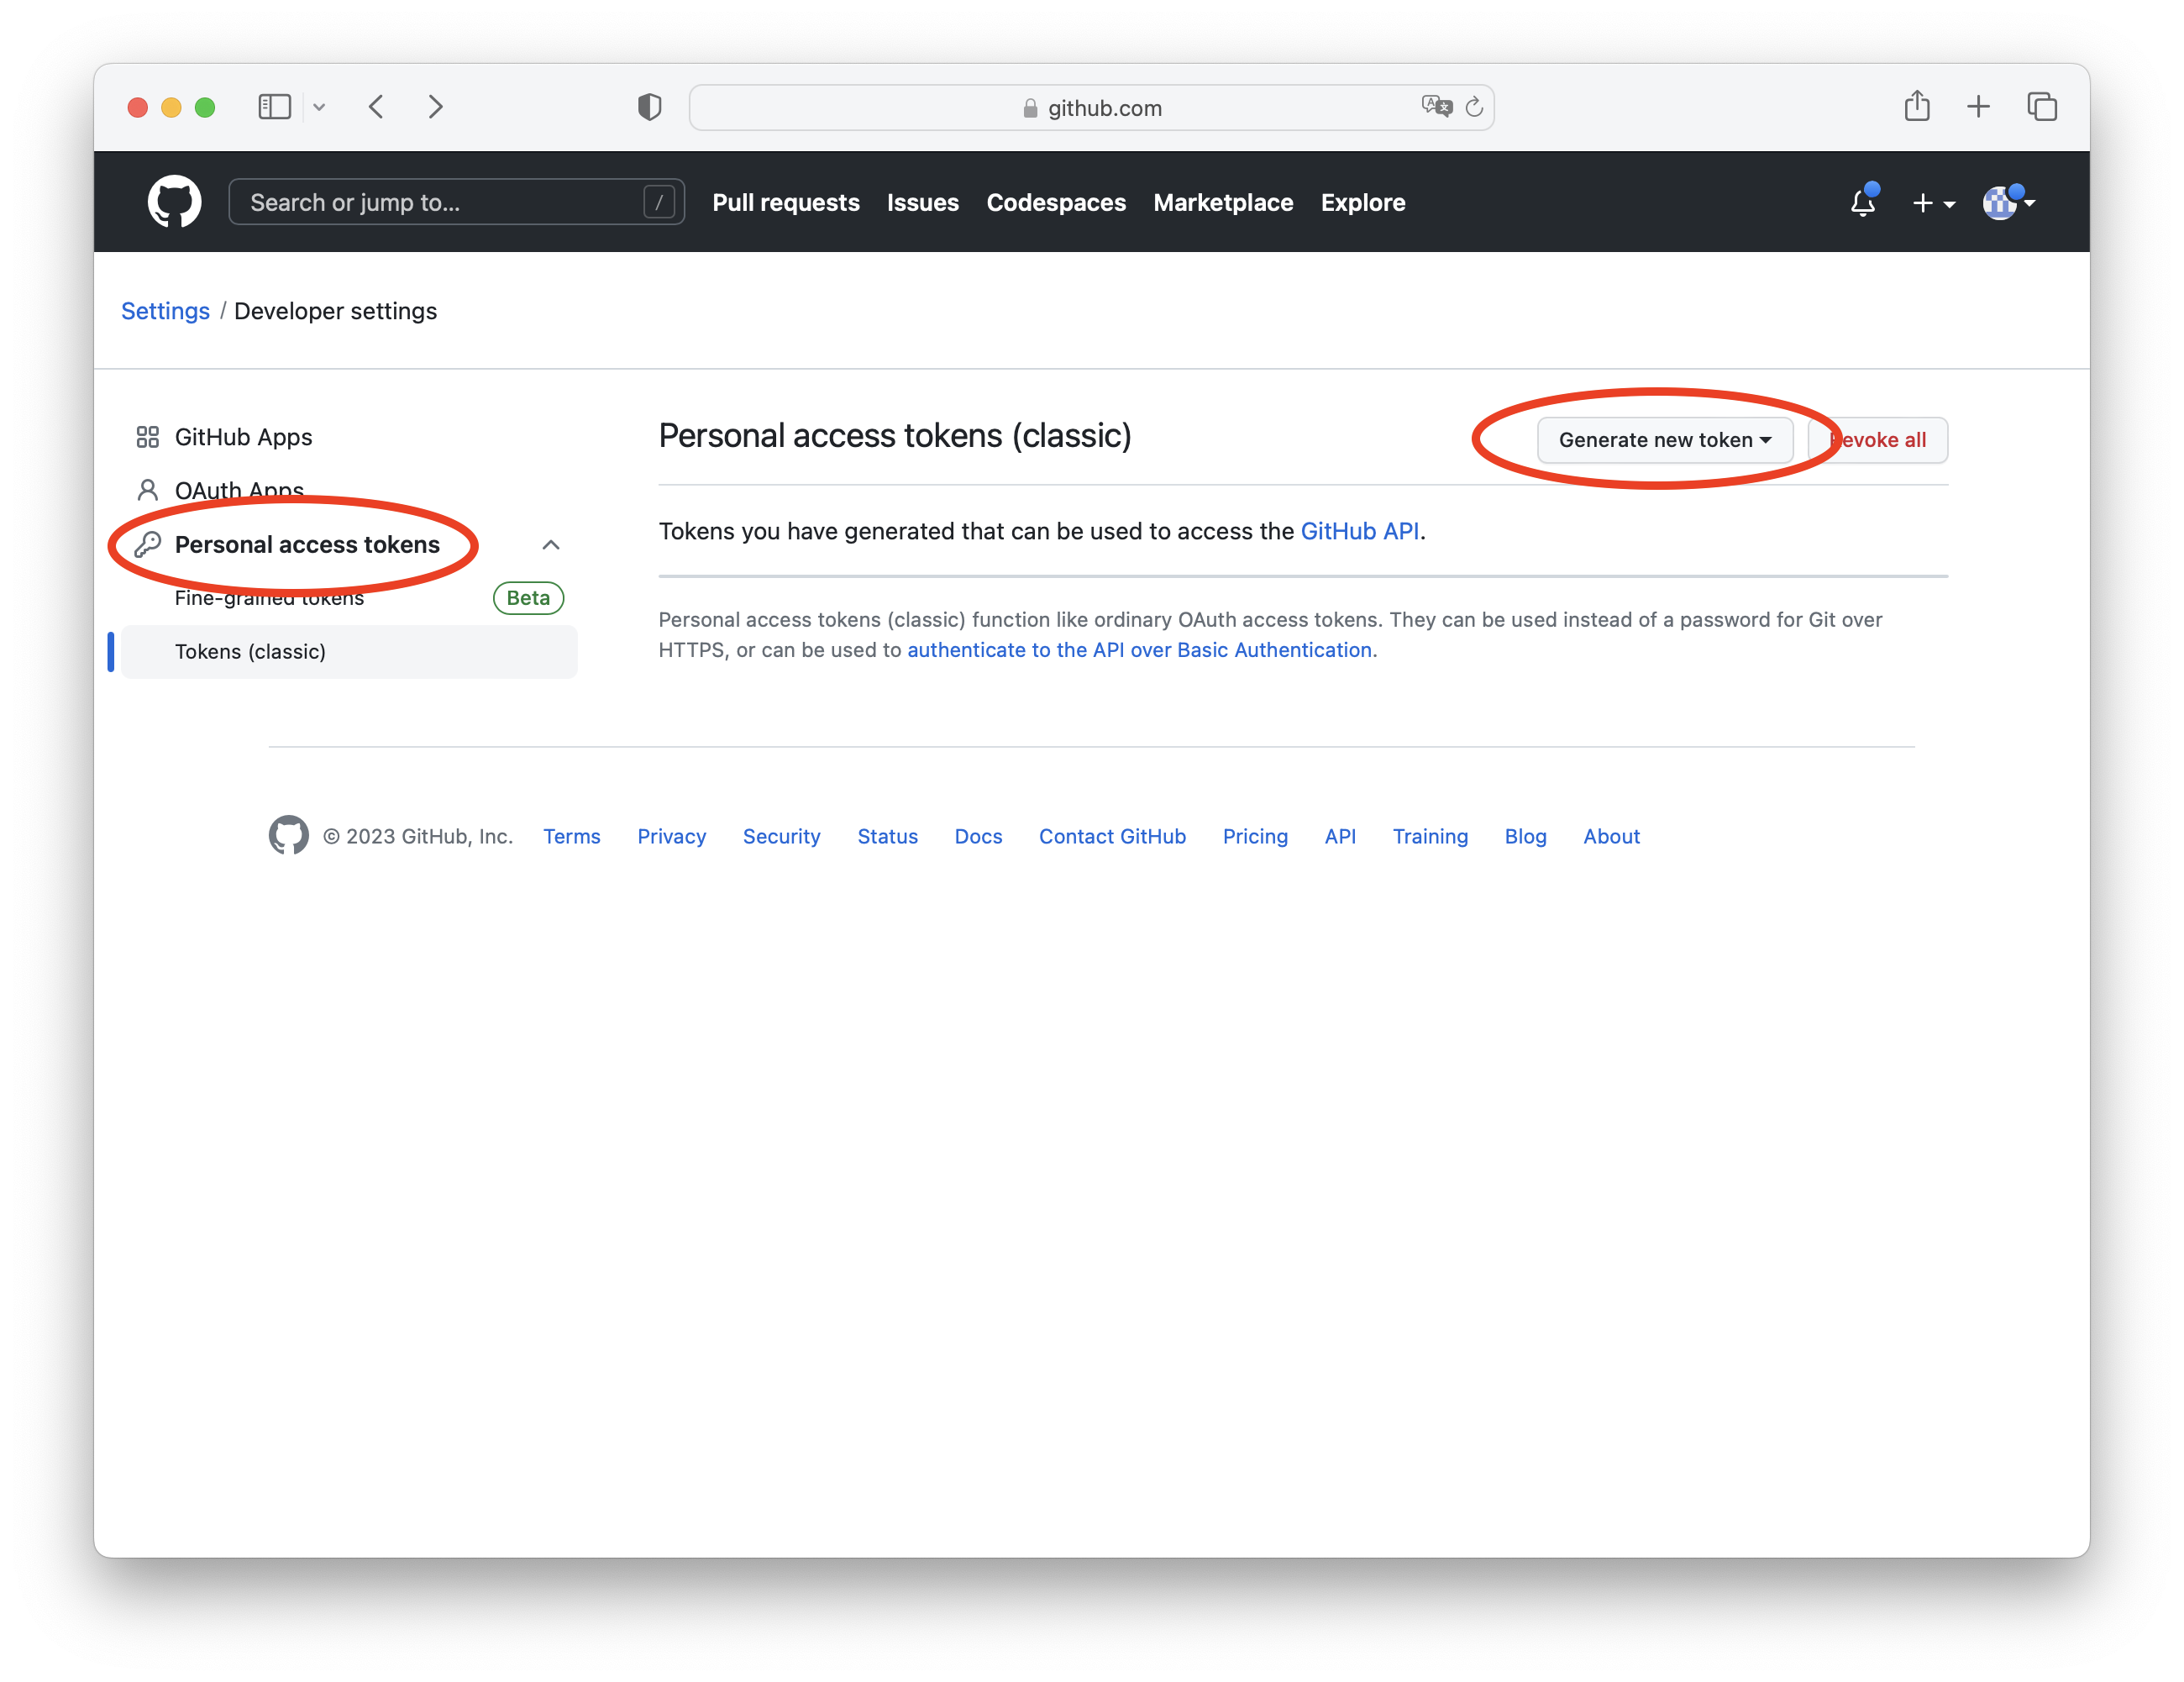 github.com
Search or jump to... /
Pull requests Issues Codespaces Marketplace Explore
Settings / Developer settings
GitHub Apps
OAuth Apps
Personal access tokens
Fine-grained tokens Beta
Tokens (classic)
Personal access tokens (classic)
Generate new token
evoke all
Tokens you have generated that can be used to access the GitHub API.
Personal access tokens (classic) function like ordinary OAuth access tokens. They can be used instead of a password for Git over
HTTPS, or can be used to authenticate to the API over Basic Authentication.
© 2023 GitHub, Inc. Terms Privacy Security Status Docs Contact GitHub Pricing API Training Blog About